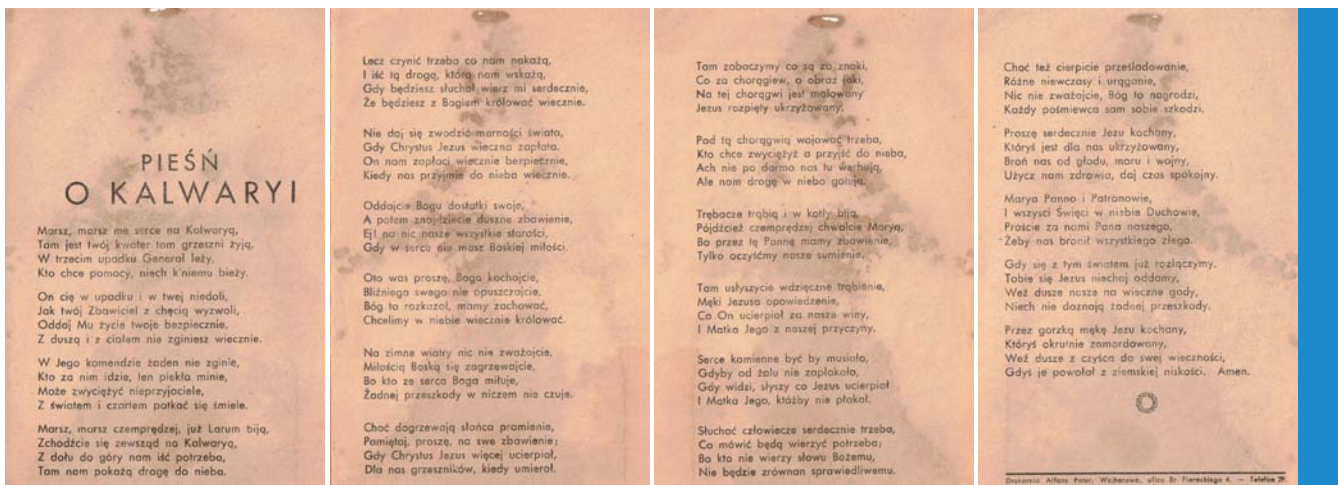 PIEŚŃ
O KALWARYI
Marsz, marsz me serce na Kalwaryą,
Tam jest twój kwater tam grzeszni żyją,
W trzecim upadku Generał leży,
Kto chce pomocy, niech k'niemu bieży.
On cię w upadku i w twej niedoli,
Jak twój Zbawiciel z chęcią wyzwoli,
Oddaj Mu życie twoje bezpiecznie,
Z duszą i z ciałem nie zginiesz wiecznie.
W Jego komendzie żaden nie zginie,
Kto za nim idzie, ten piekła minie,
Może zwyciężyć nieprzyjaciele,
Z światem i czartem potkać się śmiele.
Marsz, marsz czemprędzej, już Larum biją,
Zchodźcie się zewsząd na Kalwaryą,
Z dołu do góry nam iść potrzeba,
Tam nam pokażą drogę do nieba.
Lecz czynić trzeba co nam nakażą,
I iść tą drogą, którą nam wskażą,
Gdy będziesz słuchał wierz mi serdecznie,
Że będziesz z Bogiem królować wiecznie.
Nie daj się zwodzić marności świata,
Gdy Chrystus Jezus wieczna zapłata.
On nam zapłaci wiecznie bezpiecznie,
Kiedy nas przyjmie do nieba wiecznie.
Oddajcie Bogu dostatki swoje,
A potem znajdziecie duszne zbawienie,
Ej! na nic nasze wszystkie starości,
Gdy w sercu nie masz Boskiej miłości.
Oto was proszę, Boga kochajcie,
Bliźniego swego nie opuszczajcie,
Bóg to rozkazał, mamy zachować,
Chcelimy w niebie wiecznie królować.
Na zimne wiatry nic nie zważajcie,
Miłością Boską się zagrzewajcie,
Bo kto ze serca Boga miłuje,
Żadnej przeszkody w niczem nie czuje.
Choć dogrzewają słońca promienie,
Pamiętaj, proszę, na swe zbawienie;
Gdy Chrystus Jezus więcej ucierpiał,
Dla nas grzeszników, kiedy umierał.
Tam zobaczymy co są za znaki,
Co za chorągiew, a obraz jaki,
Na tej chorągwi jest malowany
Jezus rozpięty ukrzyżowany.
Pod tą chorągwią wojować trzeba,
Kto chce zwyciężyć a przyjść do nieba,
Ach nie po darmo nas tu werbują,
Ale nam drogę w niebo gotują.
Trębacze trąbią i w kotły biją,
Pójdźcież czemprędzej chwalcie Maryą,
Bo przez tę Pannę mamy zbawienie,
Tylko oczyśćmy nasze sumienie.
Tam usłyszycie wdzięczne trąbienie,
Męki Jezusa opowiedzenie,
Co On ucierpiał za nasze winy,
I Matka Jego z naszej przyczyny.
Serce kamienne być by musiało,
Gdyby od żalu nie zapłakało,
Gdy widzi, słyszy co Jezus ucierpiał
I Matka Jego, któżby nie płakał.
Słuchać człowiecze serdecznie trzeba,
Co mówić będą wierzyć potrzeba;
Bo kto nie wierzy słowu Bożemu,
Nie będzie zrównan sprawiedliwemu.
Choć też cierpicie prześladowanie,
Różne niewczasy i urąganie,
Nic nie zważajcie, Bóg to nagrodzi,
Każdy pośmiewca sam sobie szkodzi.
Proszę serdecznie Jezu kochany,
Któryś jest dla nas ukrzyżowany,
Broń nas od głodu, moru i wojny,
Użycz nam zdrowia, daj czas spokojny.
Marya Panno i Patronowie,
I wszyscy Święci w niebie Duchowie,
Proście za nami Pana naszego,
Żeby nas bronił wszystkiego złego.
Gdy się z tym światem już rozłączymy.
Tobie się Jezus niechaj oddamy,
Weź dusze nasze na wieczne gody,
Niech nie doznają żadnej przeszkody.
Przez gorzką mękę Jezu kochany,
Któryś okrutnie zamordowany,
Weź dusze z czyśca do swej wieczności,
Gdyś je powołał z ziemskiej niskości. Amen.
Drukarnia Alfons Pater, Wejherowo, ulica Br. Pierackiego 4. — Telefon 29.